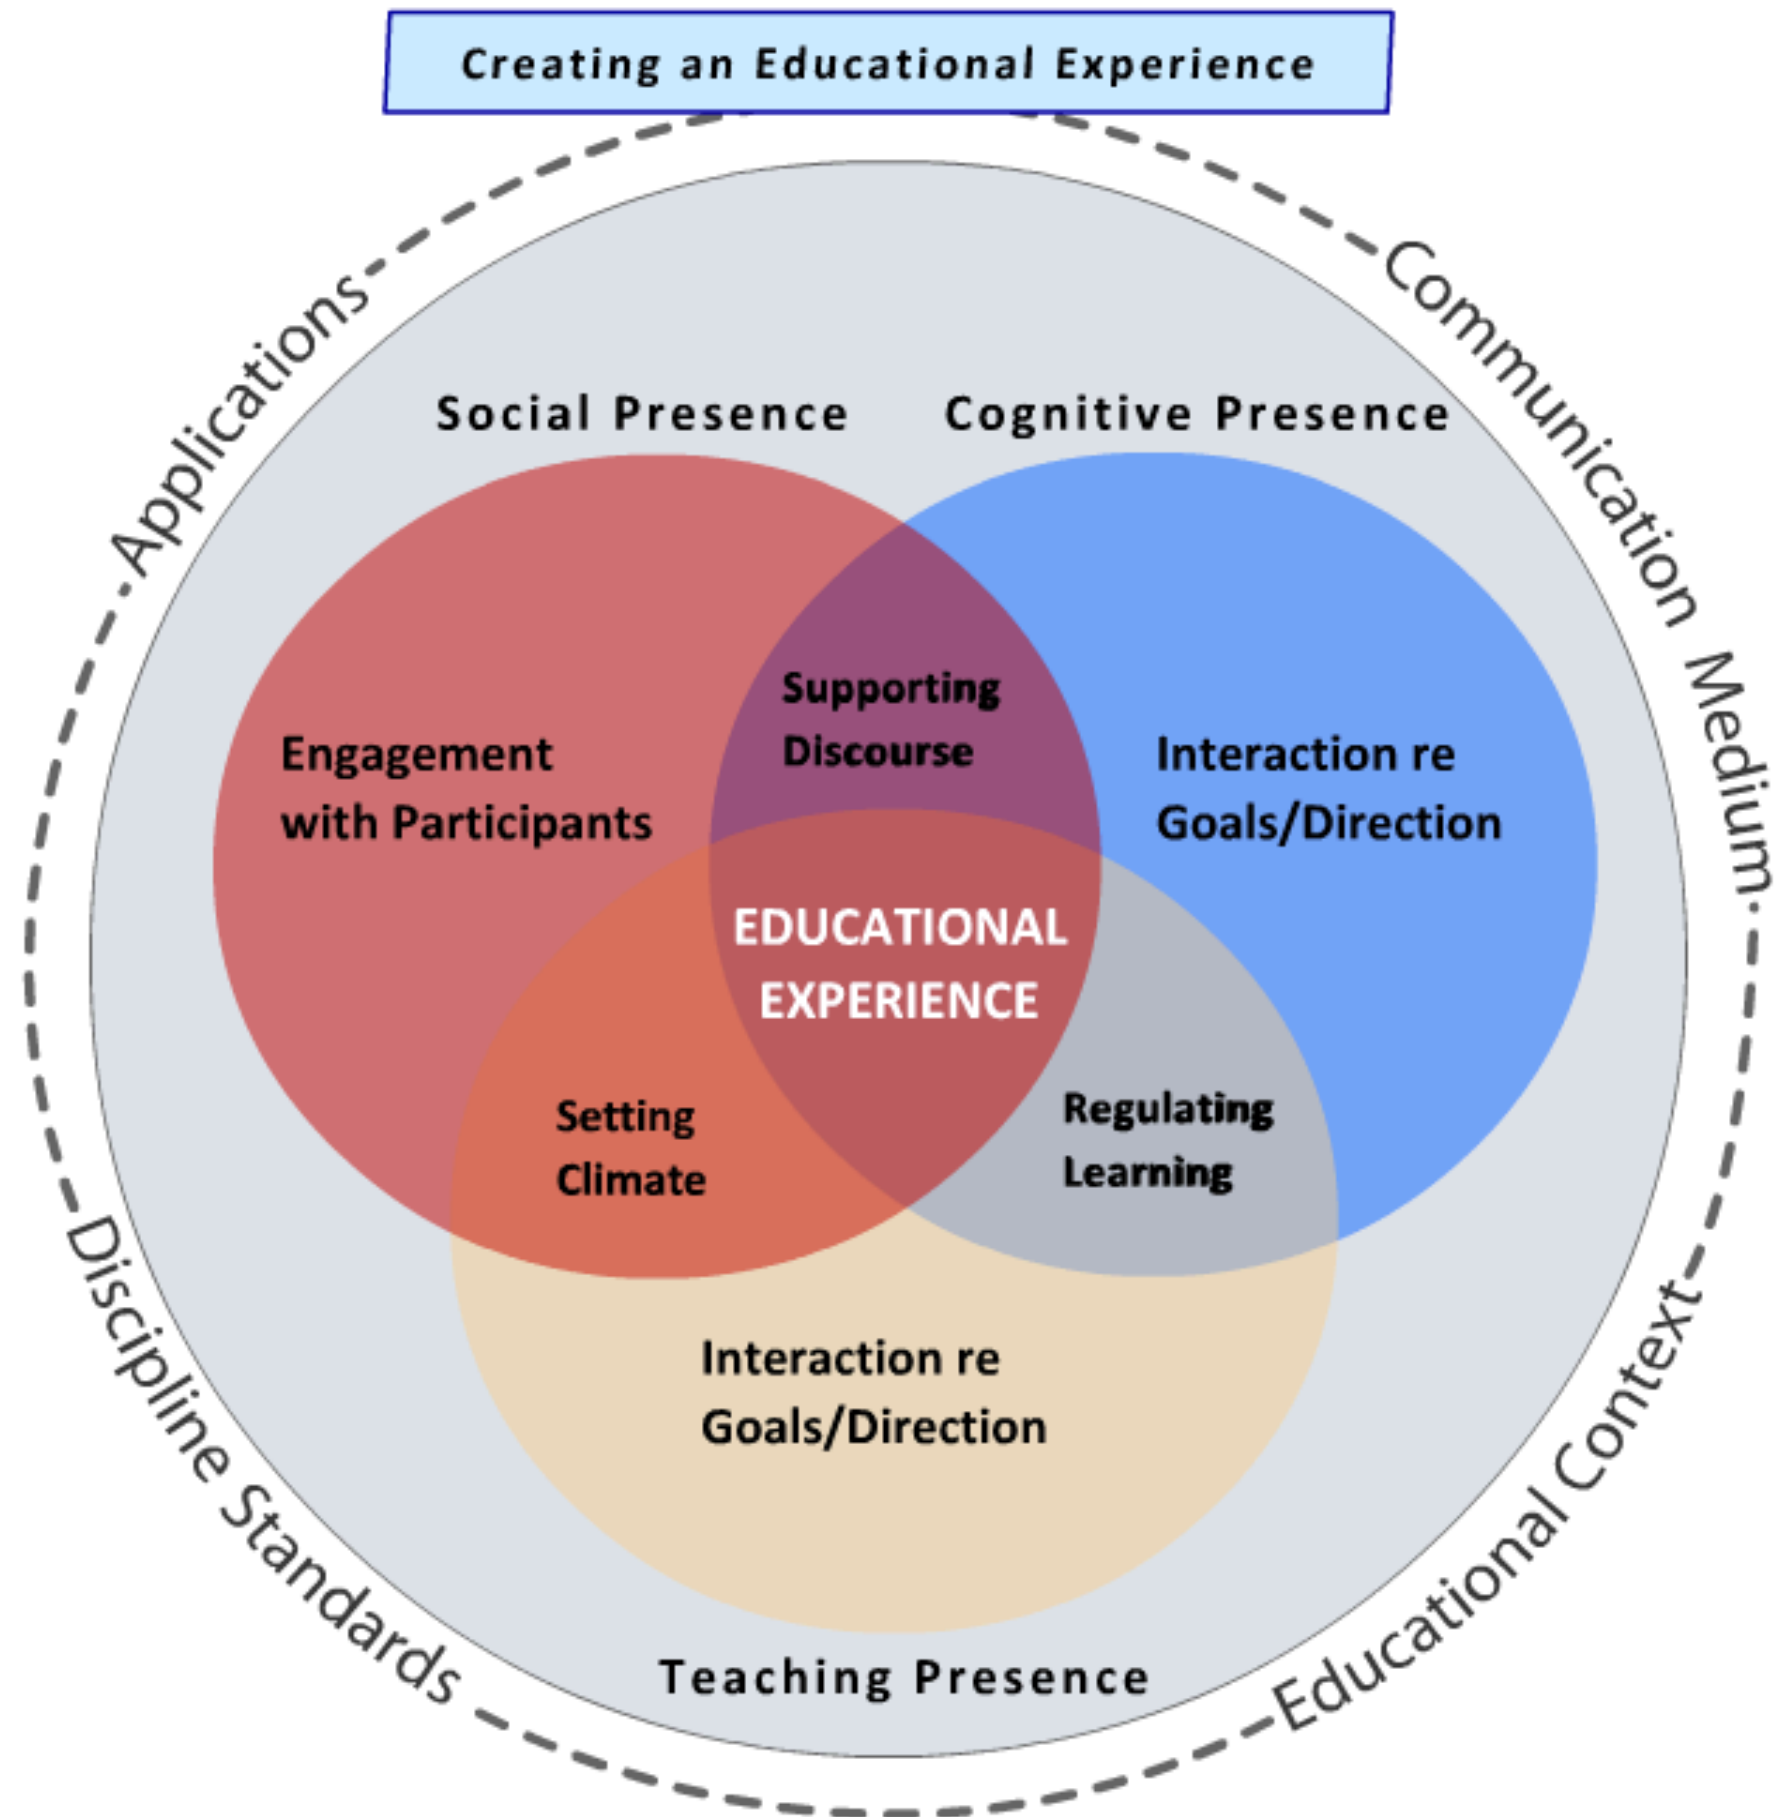 Creating an Educational Experience
Applications
Communication Medium
Social Presence
Cognitive Presence
Supporting
Discourse
Engagement
with Participants
Interaction re
Goals/Direction
EDUCATIONAL
EXPERIENCE
Setting
Climate
Regulating
Learning
Interaction re
Goals/Direction
Teaching Presence
Discipline Standards
Educational Context